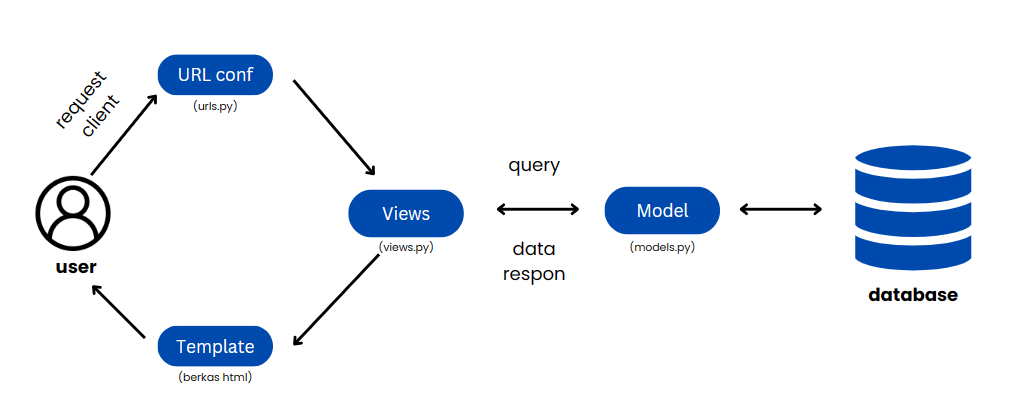 request
client
URL conf
(urls.py)
user
Views
(views.py)
query
data
respon
Model
(models.py)
database
Template
(berkas html)